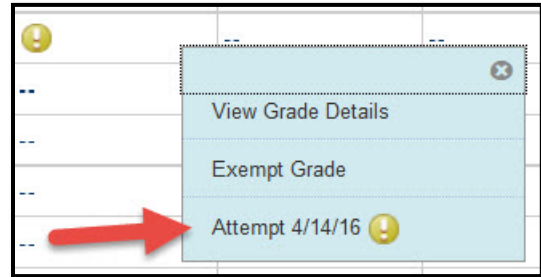 -- --
--
View Grade Details
--
Exempt Grade
--
Attempt 4/14/16
--